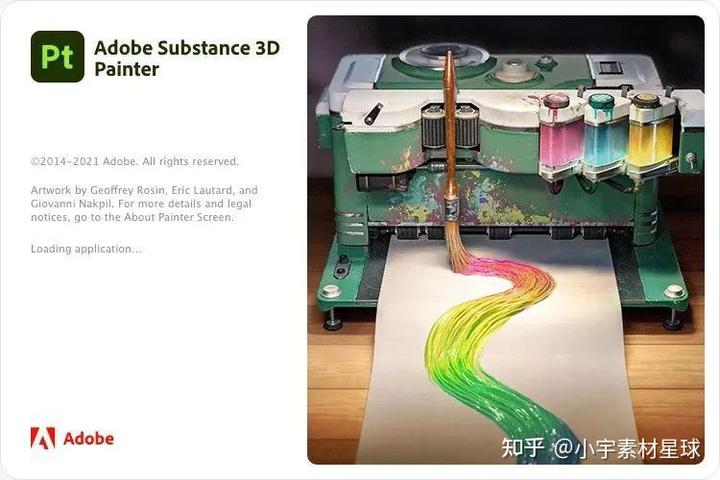 Pt
Adobe Substance 3D
Painter
©2014-2021 Adobe. All rights reserved.
Artwork by Geoffrey Rosin, Eric Lautard, and
Giovanni Nakpil. For more details and legal
notices, go to the About Painter Screen.
Loading application...
Adobe
知乎 @小宇素材星球